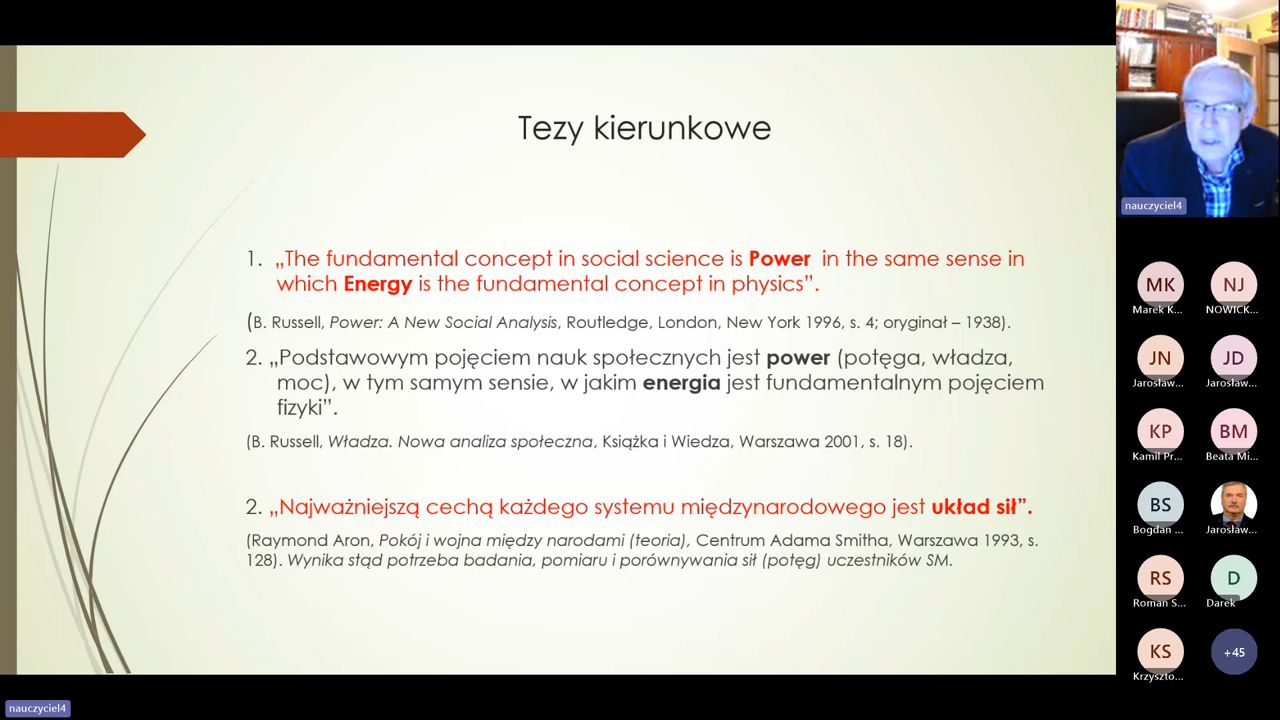 Tezy kierunkowe
1. „The fundamental concept in social science is Power in the same sense in
which Energy is the fundamental concept in physics”.
(B. Russell, Power: A New Social Analysis, Routledge, London, New York 1996, s. 4; oryginał – 1938).
2. „Podstawowym pojęciem nauk społecznych jest power (potęga, władza,
moc), w tym samym sensie, w jakim energia jest fundamentalnym pojęciem
fizyki”.
(B. Russell, Władza. Nowa analiza społeczna, Książka i Wiedza, Warszawa 2001, s. 18).
2. „Najważniejszą cechą każdego systemu międzynarodowego jest układ sił”.
(Raymond Aron, Pokój i wojna między narodami (teoria), Centrum Adama Smitha, Warszawa 1993, s.
128). Wynika stąd potrzeba badania, pomiaru i porównywania sił (potęg) uczestników SM.
nauczyciel4
nauczyciel4
MK
Marek K...
NJ
NOWICK...
JN
Jarosław...
JD
Jarosław...
KP
Kamil Pr...
BM
Beata Mi...
BS
Bogdan ...
Jarosław...
RS
Roman S...
D
Darek
KS
Krzyszto...
+45